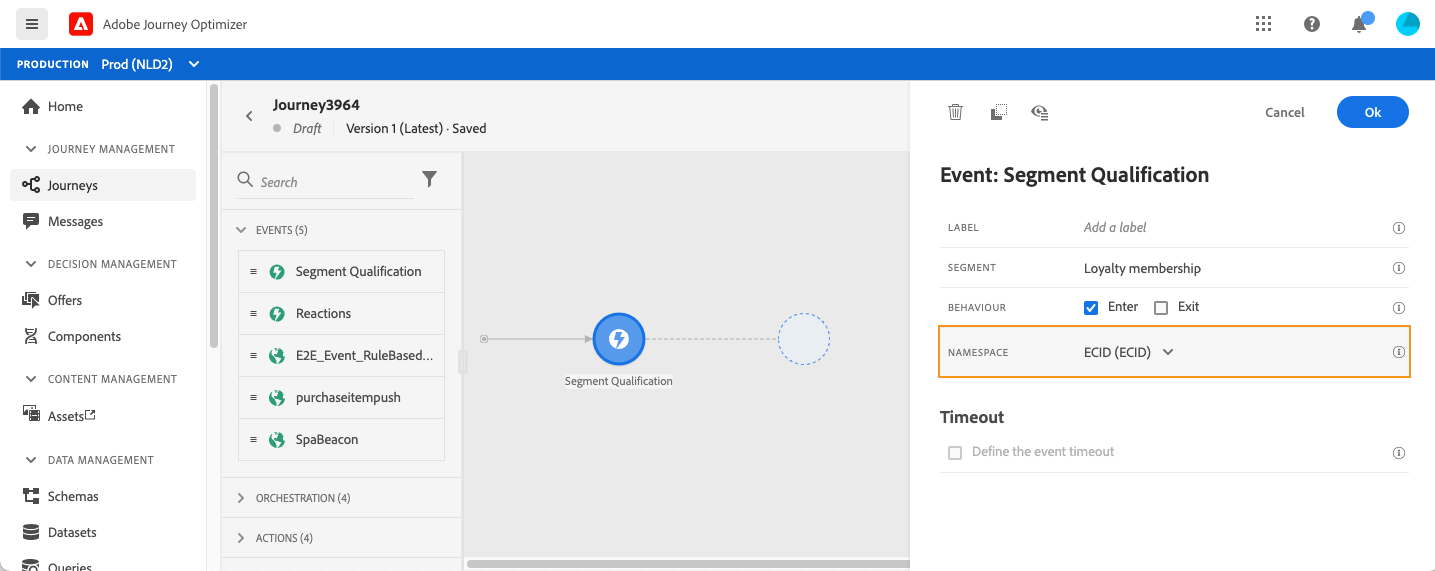 Adobe Journey Optimizer
PRODUCTION Prod (NLD2)
Home
JOURNEY MANAGEMENT
Journeys
Messages
DECISION MANAGEMENT
Offers
Components
CONTENT MANAGEMENT
Assets
DATA MANAGEMENT
Schemas
Datasets
Queries
Journey3964
Draft Version 1 (Latest) · Saved
Search
EVENTS (5)
Segment Qualification
Reactions
E2E_Event_RuleBased...
purchaseitempush
SpaBeacon
ORCHESTRATION (4)
ACTIONS (4)
Segment Qualification
Cancel Ok
Event: Segment Qualification
LABEL Add a label
SEGMENT Loyalty membership
BEHAVIOUR Enter Exit
NAMESPACE ECID (ECID)
Timeout
Define the event timeout